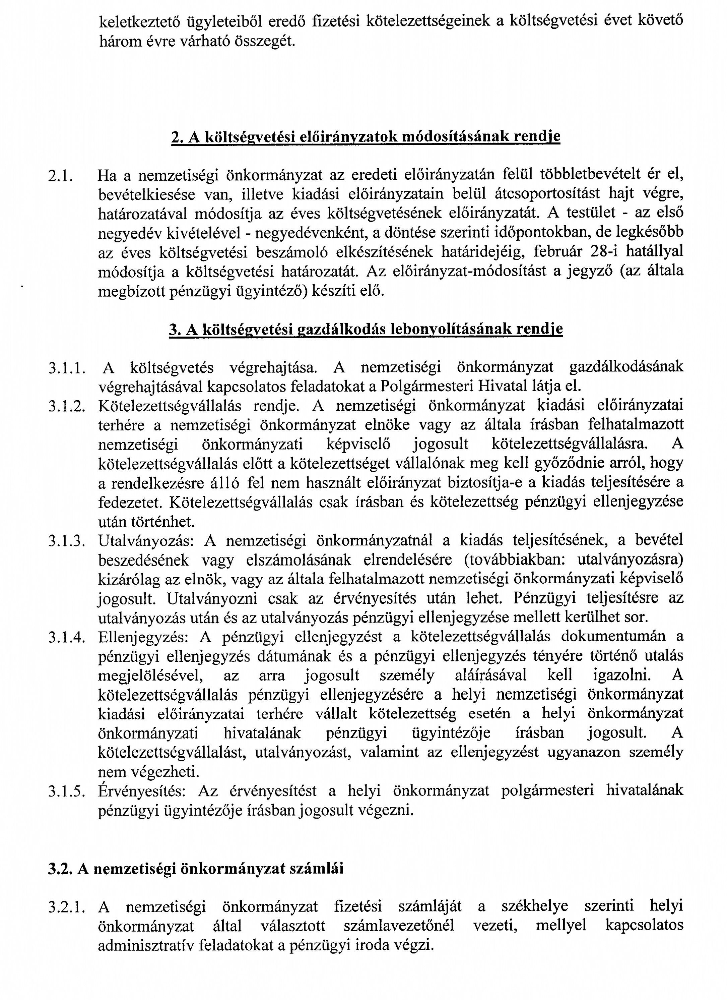 keletkeztető ügyleteiből eredő fizetési kötelezettségeinek a költségvetési évet követő
három évre várható összegét.
2. A költségvetési előirányzatok módosításának rendje
2.1. Ha a nemzetiségi önkormányzat az eredeti előirányzatán felül többletbevételt ér el,
bevételkiesése van, illetve kiadási előirányzatain belül átcsoportosítást hajt végre,
határozatával módosítja az éves költségvetésének előirányzatát. A testület - az első
negyedév kivételével - negyedévenként, a döntése szerinti időpontokban, de legkésőbb
az éves költségvetési beszámoló elkészítésének határidejéig, február 28-i hatállyal
módosítja a költségvetési határozatát. Az előirányzat-módosítást a jegyző (az általa
megbízott pénzügyi ügyintéző) készíti elő.
3. A költségvetési gazdálkodás lebonyolításának rendje
3.1.1. A költségvetés végrehajtása. A nemzetiségi önkormányzat gazdálkodásának
végrehajtásával kapcsolatos feladatokat a Polgármesteri Hivatal látja el.
3.1.2. Kötelezettségvállalás rendje. A nemzetiségi önkormányzat kiadási előirányzatai
terhére a nemzetiségi önkormányzat elnöke vagy az általa írásban felhatalmazott
nemzetiségi önkormányzati képviselő jogosult kötelezettségvállalásra. A
kötelezettségvállalás előtt a kötelezettséget vállalónak meg kell győződnie arról, hogy
a rendelkezésre álló fel nem használt előirányzat biztosítja-e a kiadás teljesítésére a
fedezetet. Kötelezettségvállalás csak írásban és kötelezettség pénzügyi ellenjegyzése
után történhet.
3.1.3. Utalványozás: A nemzetiségi önkormányzatnál a kiadás teljesítésének, a bevétel
beszedésének vagy elszámolásának elrendelésére (továbbiakban: utalványozásra)
kizárólag az elnök, vagy az általa felhatalmazott nemzetiségi önkormányzati képviselő
jogosult. Utalványozni csak az érvényesítés után lehet. Pénzügyi teljesítésre az
utalványozás után és az utalványozás pénzügyi ellenjegyzése mellett kerülhet sor.
3.1.4. Ellenjegyzés: A pénzügyi ellenjegyzést a kötelezettségvállalás dokumentumán a
pénzügyi ellenjegyzés dátumának és a pénzügyi ellenjegyzés tényére történő utalás
megjelölésével, az arra jogosult személy aláírásával kell igazolni. A
kötelezettségvállalás pénzügyi ellenjegyzésére a helyi nemzetiségi önkormányzat
kiadási előirányzatai terhére vállalt kötelezettség esetén a helyi önkormányzat
önkormányzati hivatalának pénzügyi ügyintézője írásban jogosult. A
kötelezettségvállalást, utalványozást, valamint az ellenjegyzést ugyanazon személy
nem végezheti.
3.1.5. Érvényesítés: Az érvényesítést a helyi önkormányzat polgármesteri hivatalának
pénzügyi ügyintézője írásban jogosult végezni.
3.2. A nemzetiségi önkormányzat számlái
3.2.1. A nemzetiségi önkormányzat fizetési számláját a székhelye szerinti helyi
önkormányzat által választott számlavezetőnél vezeti, mellyel kapcsolatos
adminisztratív feladatokat a pénzügyi iroda végzi.